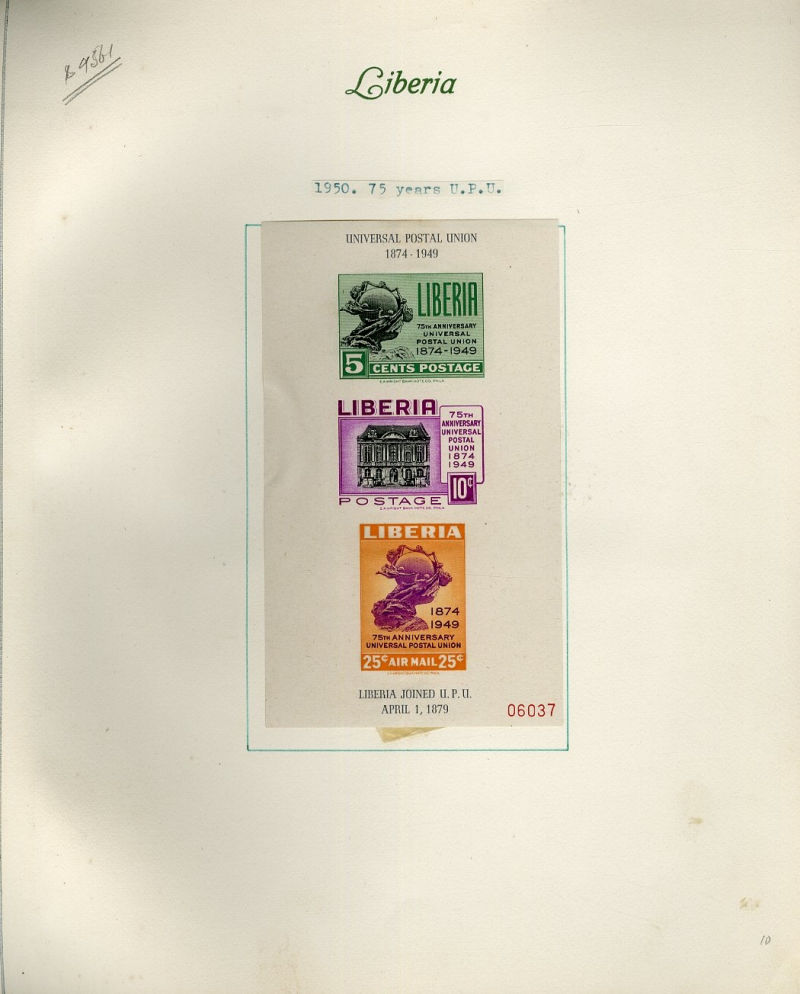 Liberia
1950. 75 years U.P.U.
UNIVERSAL POSTAL UNION
1874 - 1949
LIBERIA
75TH ANNIVERSARY
UNIVERSAL
POSTAL UNION
1874-1949
5 CENTS POSTAGE
LIBERIA
75TH
ANNIVERSARY
UNIVERSAL
POSTAL
UNION
1874
1949
10¢
POSTAGE
LIBERIA
1874
1949
75TH ANNIVERSARY
UNIVERSAL POSTAL UNION
25¢ AIR MAIL 25¢
LIBERIA JOINED U. P. U.
APRIL 1, 1879
06037
10